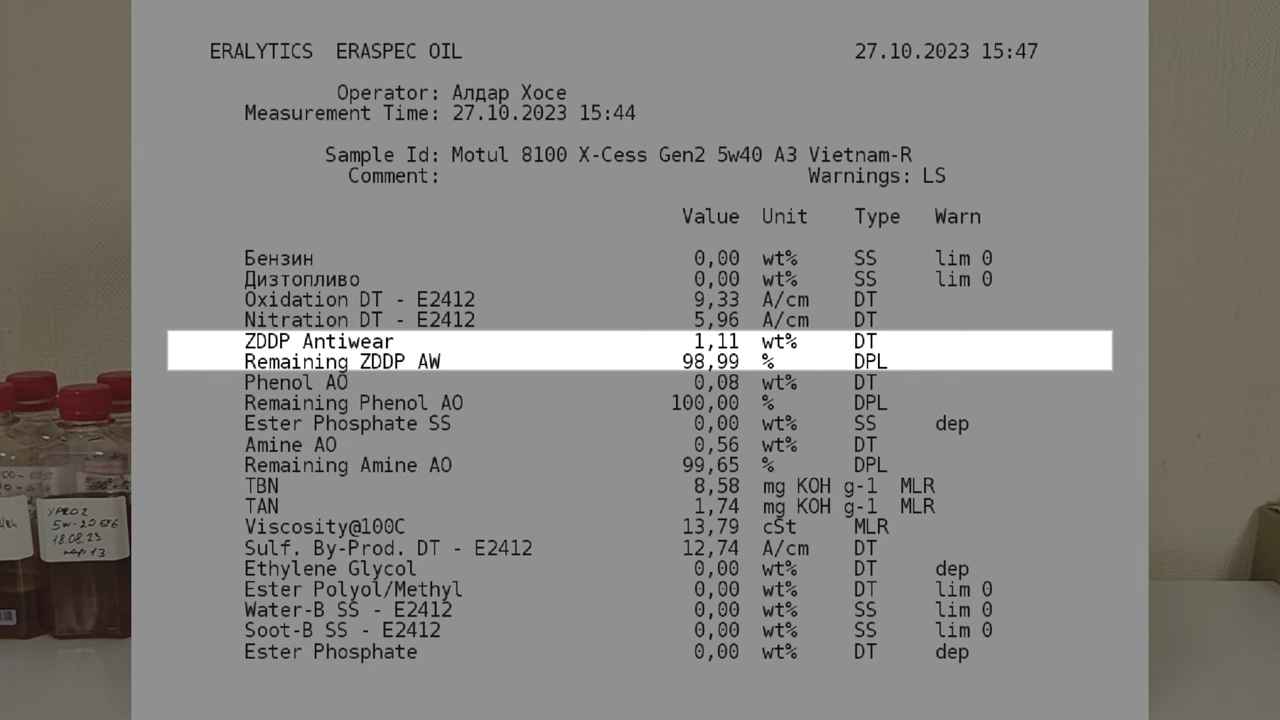 ERALYTICS ERASPEC OIL 27.10.2023 15:47
Operator: Алдар Хосе
Measurement Time: 27.10.2023 15:44
Sample Id: Motul 8100 X-Cess Gen2 5w40 A3 Vietnam-R
Comment: Warnings: LS
Value Unit Type Warn
Бензин 0,00 wt% SS lim 0
Дизтопливо 0,00 wt% SS lim 0
Oxidation DT - E2412 9,33 A/cm DT
Nitration DT - E2412 5,96 A/cm DT
ZDDP Antiwear 1,11 wt% DT
Remaining ZDDP AW 98,99 % DPL
Phenol AO 0,08 wt% DT
Remaining Phenol AO 100,00 % DPL
Ester Phosphate SS 0,00 wt% SS dep
Amine AO 0,56 wt% DT
Remaining Amine AO 99,65 % DPL
TBN 8,58 mg KOH g-1 MLR
TAN 1,74 mg KOH g-1 MLR
Viscosity@100C 13,79 cSt MLR
Sulf. By-Prod. DT - E2412 12,74 A/cm DT
Ethylene Glycol 0,00 wt% DT dep
Ester Polyol/Methyl 0,00 wt% DT lim 0
Water-B SS - E2412 0,00 wt% SS lim 0
Soot-B SS - E2412 0,00 wt% SS lim 0
Ester Phosphate 0,00 wt% DT dep
5w-20 
18.08.23